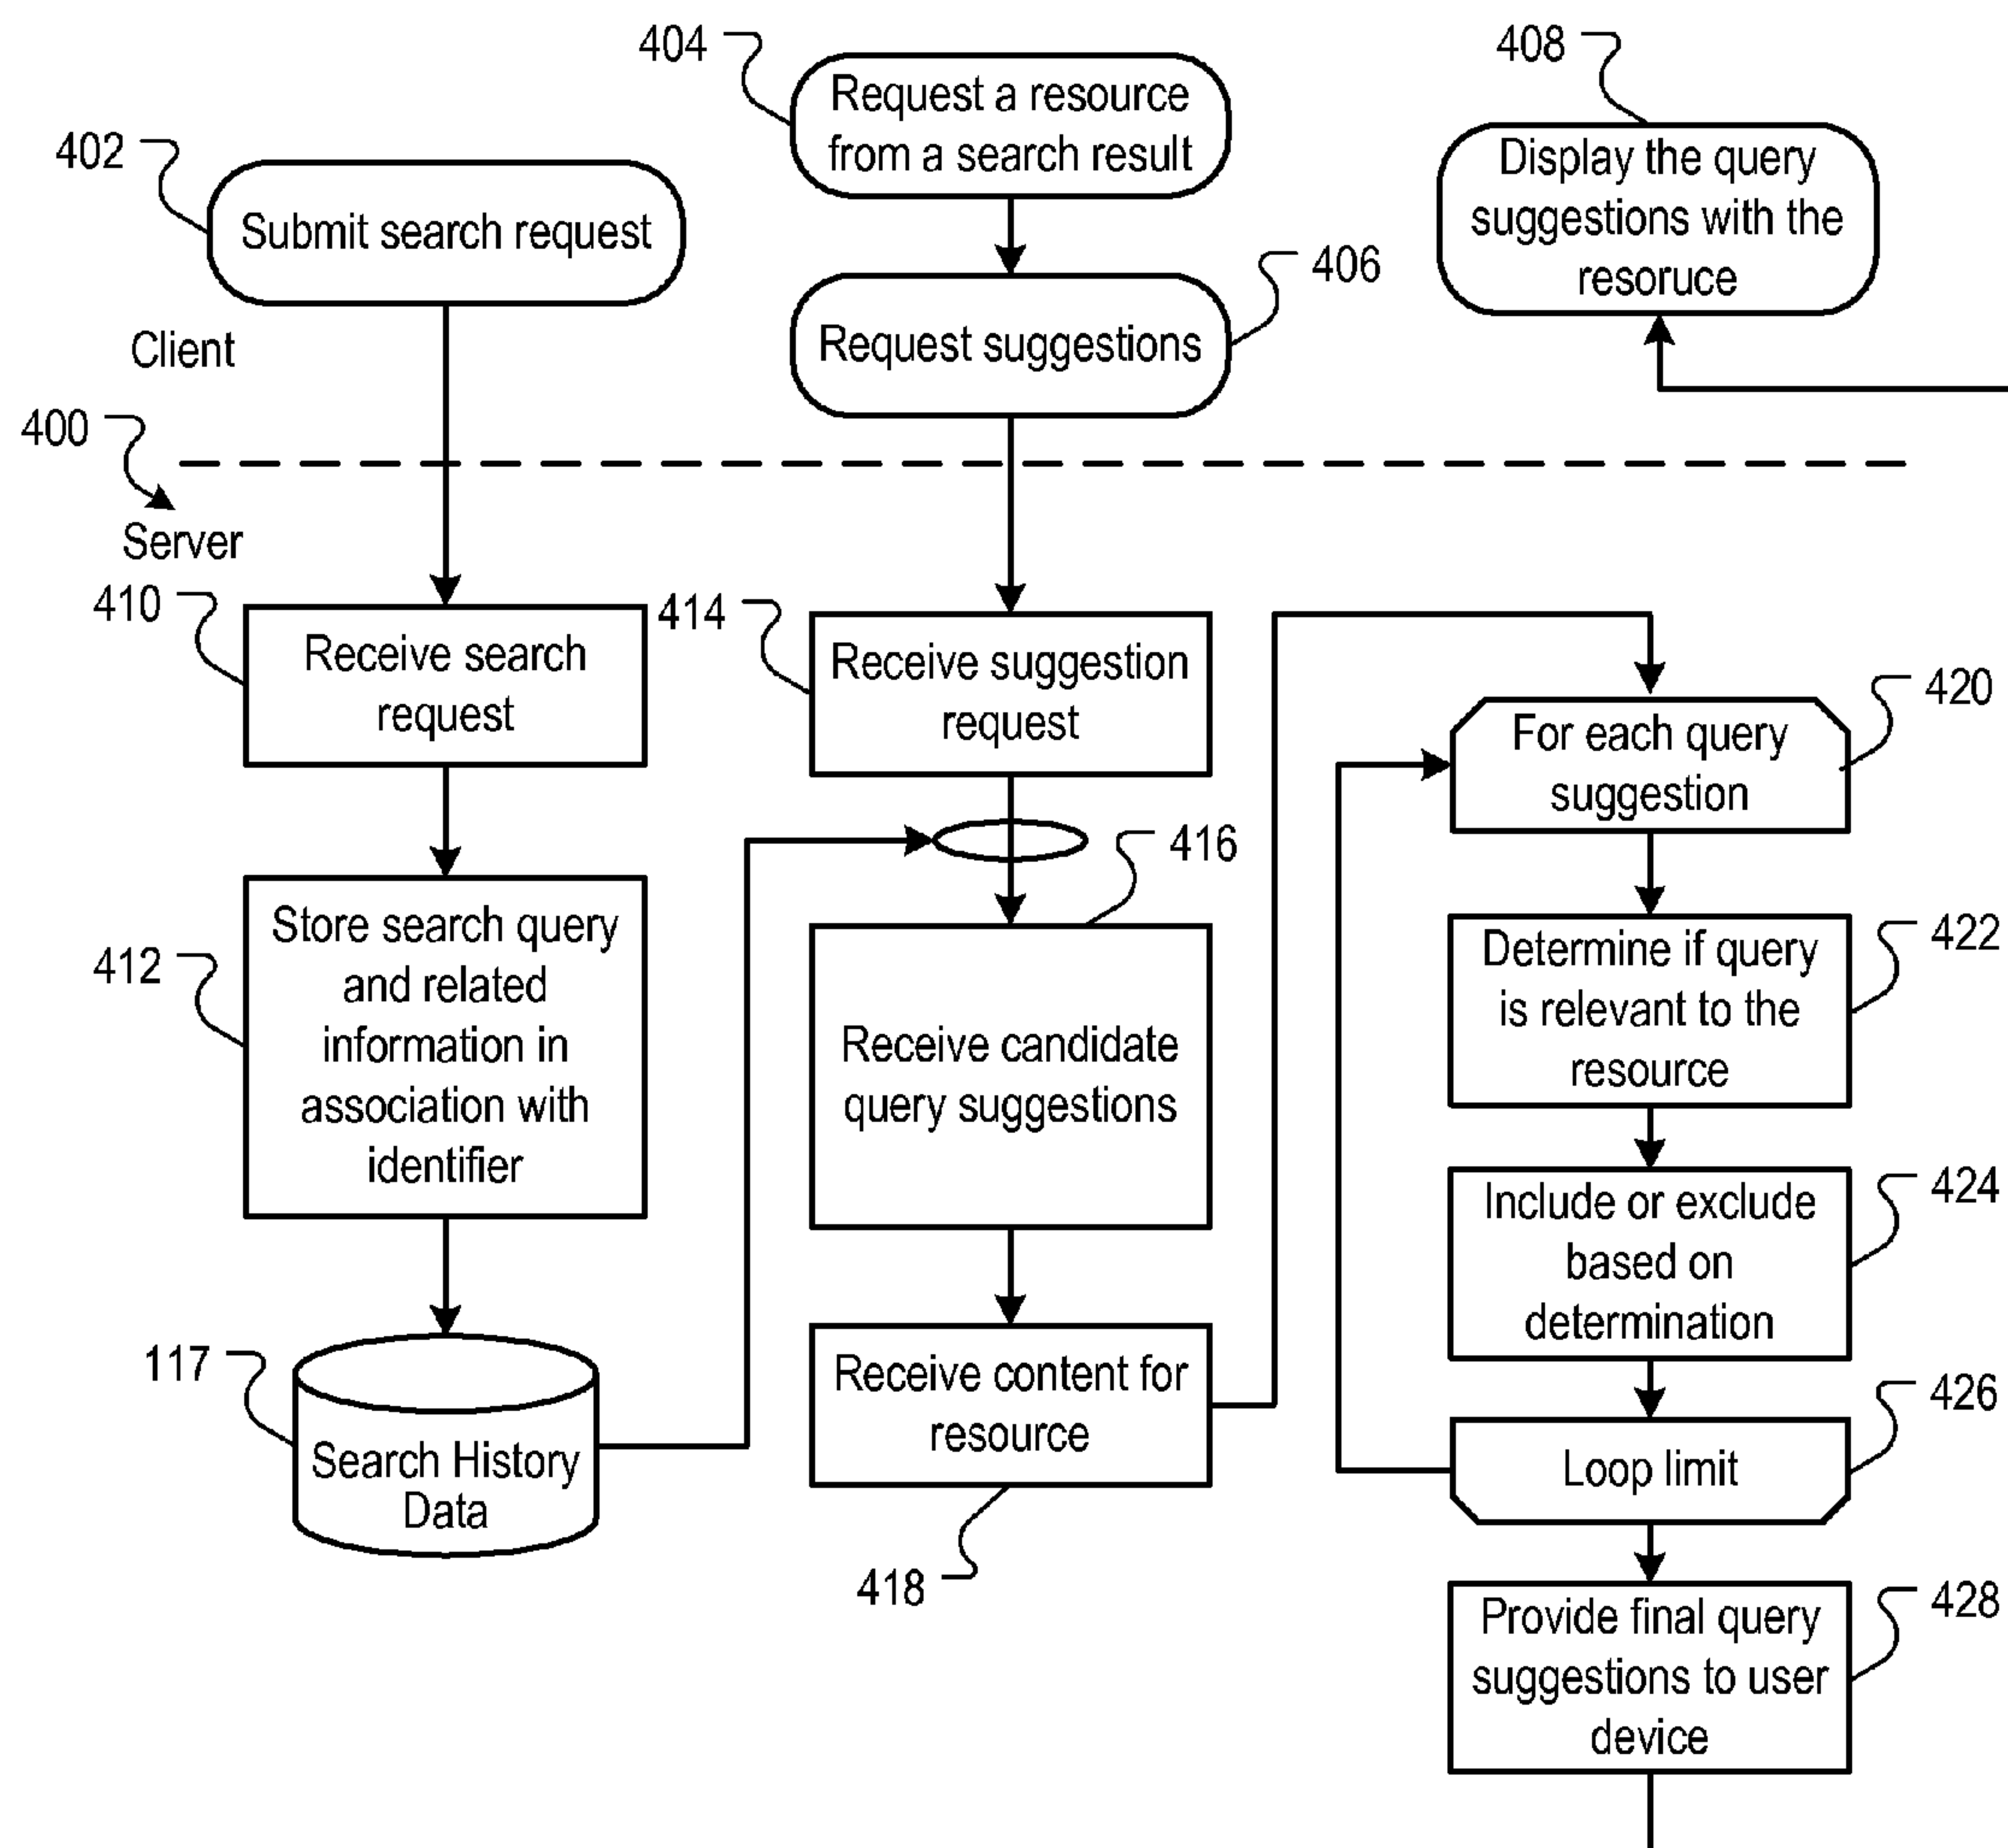 402
Submit search request
Client
400
Server
410
Receive search
request
412
Store search query
and related
information in
association with
identifier
117
Search History
Data
404
Request a resource
from a search result
406
Request suggestions
414
Receive suggestion
request
416
Receive candidate
query suggestions
Receive content for
resource
418
408
Display the query
suggestions with the
resoruce
420
For each query
suggestion
422
Determine if query
is relevant to the
resource
424
Include or exclude
based on
determination
426
Loop limit
428
Provide final query
suggestions to user
device